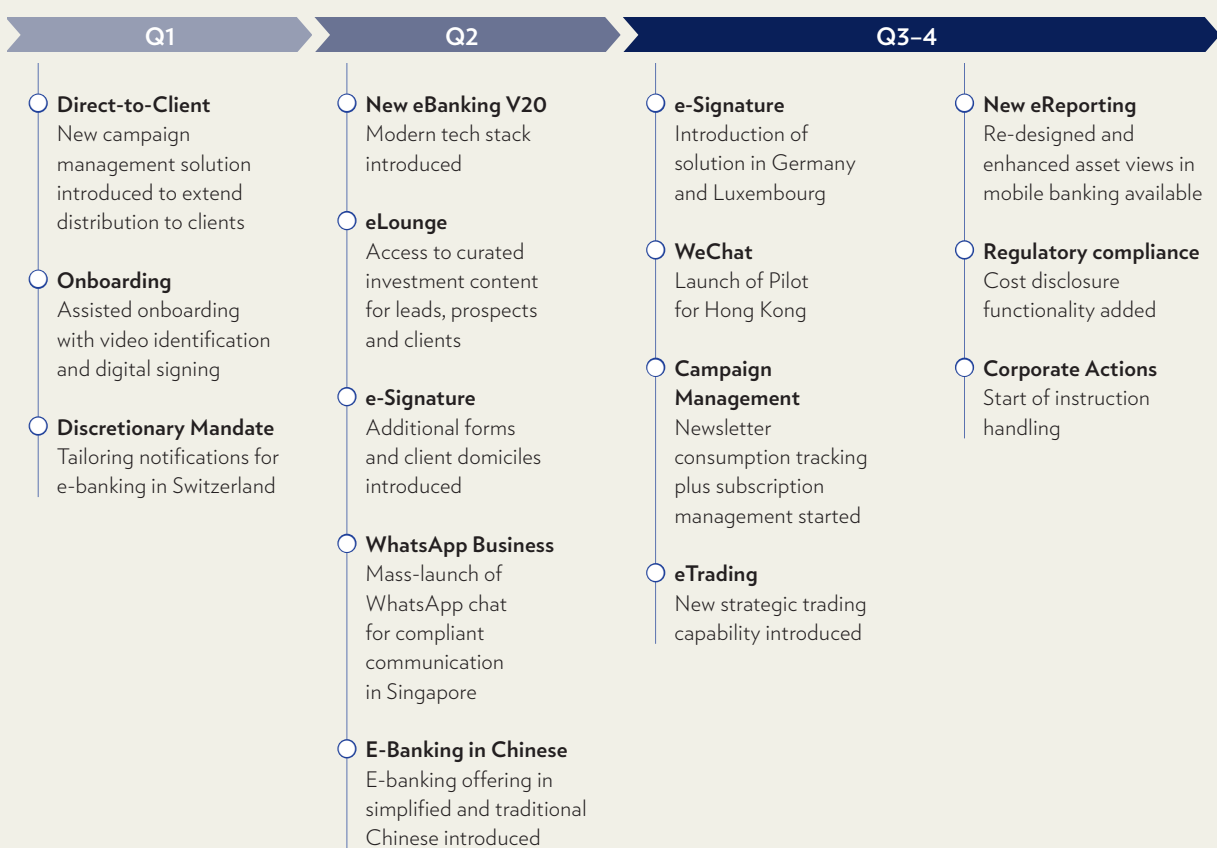 Q1
Direct-to-Client
New campaign
management solution
introduced to extend
distribution to clients
Onboarding
Assisted onboarding
with video identification
and digital signing
Discretionary Mandate
Tailoring notifications for
e-banking in Switzerland
Q2
New eBanking V20
Modern tech stack
introduced
eLounge
Access to curated
investment content
for leads, prospects
and clients
e-Signature
Additional forms
and client domiciles
introduced
WhatsApp Business
Mass-launch of
WhatsApp chat
for compliant
communication
in Singapore
E-Banking in Chinese
E-banking offering in
simplified and traditional
Chinese introduced
Q3–4
e-Signature
Introduction of
solution in Germany
and Luxembourg
WeChat
Launch of Pilot
for Hong Kong
Campaign
Management
Newsletter
consumption tracking
plus subscription
management started
eTrading
New strategic trading
capability introduced
New eReporting
Re-designed and
enhanced asset views in
mobile banking available
Regulatory compliance
Cost disclosure
functionality added
Corporate Actions
Start of instruction
handling